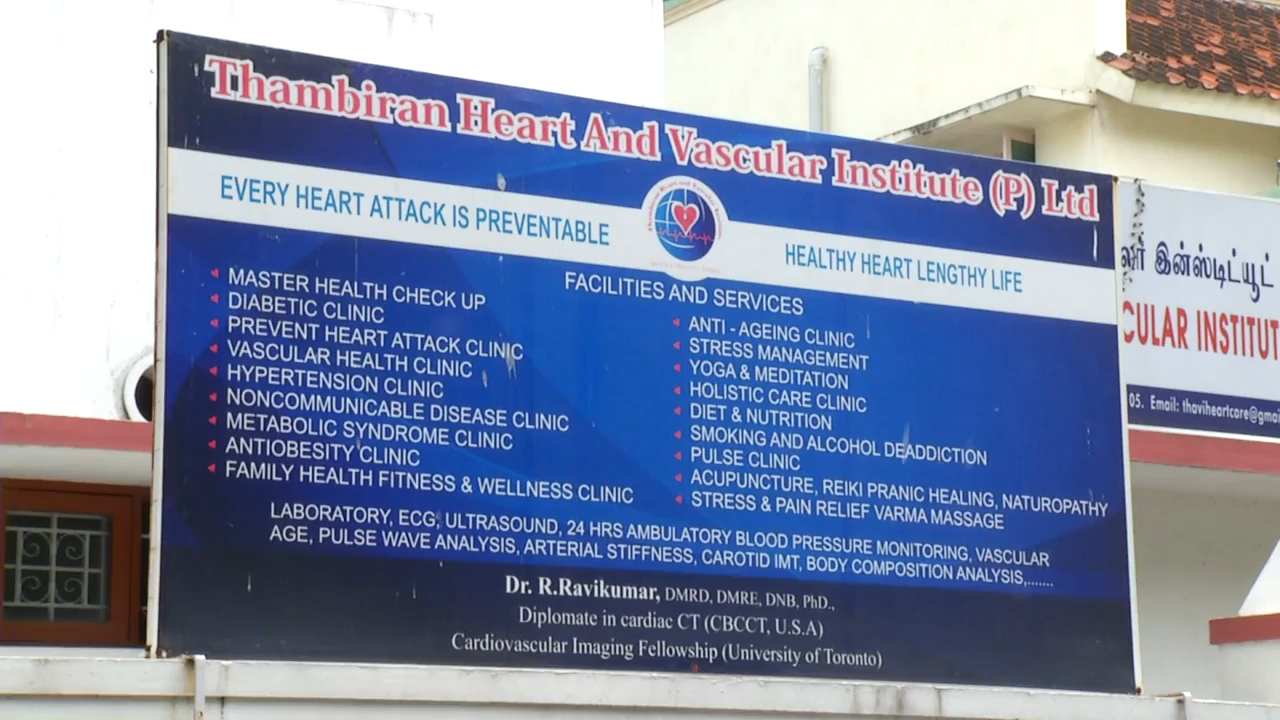 Thambiran Heart And Vascular Institute (P) Ltd
EVERY HEART ATTACK IS PREVENTABLE
HEALTHY HEART LENGTHY LIFE
FACILITIES AND SERVICES
MASTER HEALTH CHECK UP
DIABETIC CLINIC
PREVENT HEART ATTACK CLINIC
VASCULAR HEALTH CLINIC
HYPERTENSION CLINIC
NONCOMMUNICABLE DISEASE CLINIC
METABOLIC SYNDROME CLINIC
ANTIOBESITY CLINIC
FAMILY HEALTH FITNESS & WELLNESS CLINIC
ANTI - AGEING CLINIC
STRESS MANAGEMENT
YOGA & MEDITATION
HOLISTIC CARE CLINIC
DIET & NUTRITION
SMOKING AND ALCOHOL DEADDICTION
PULSE CLINIC
ACUPUNCTURE, REIKI PRANIC HEALING, NATUROPATHY
STRESS & PAIN RELIEF VARMA MASSAGE
LABORATORY, ECG, ULTRASOUND, 24 HRS AMBULATORY BLOOD PRESSURE MONITORING, VASCULAR
AGE, PULSE WAVE ANALYSIS, ARTERIAL STIFFNESS, CAROTID IMT, BODY COMPOSITION ANALYSIS,.......
Dr. R.Ravikumar, DMRD, DMRE, DNB, PhD.,
Diplomate in cardiac CT (CBCCT, U.S.A)
Cardiovascular Imaging Fellowship (University of Toronto)
இன்ஸ்டிட்யூட்
CULAR INSTITUT
05. Email: thaviheartcare@gma